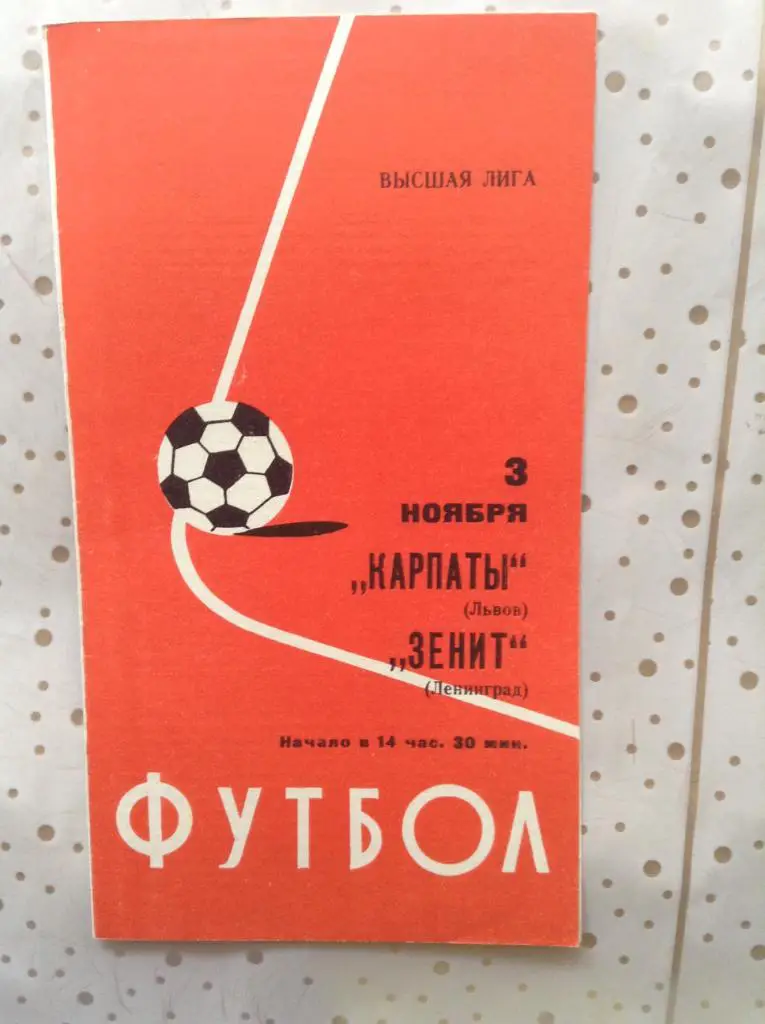 ВЫСШАЯ ЛИГА
3
НОЯБРЯ
„КАРПАТЫ“
(Львов)
„ЗЕНИТ“
(Ленинград)
Начало в 14 час. 30 мин.
ФУТБОЛ